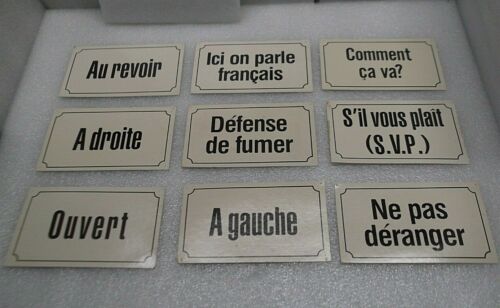 Au revoir
Ici on parle
français
Comment
ça va?
A droite
Défense
de fumer
S'il vous plaît
(S.V.P.)
Ouvert
A gauche
Ne pas
déranger